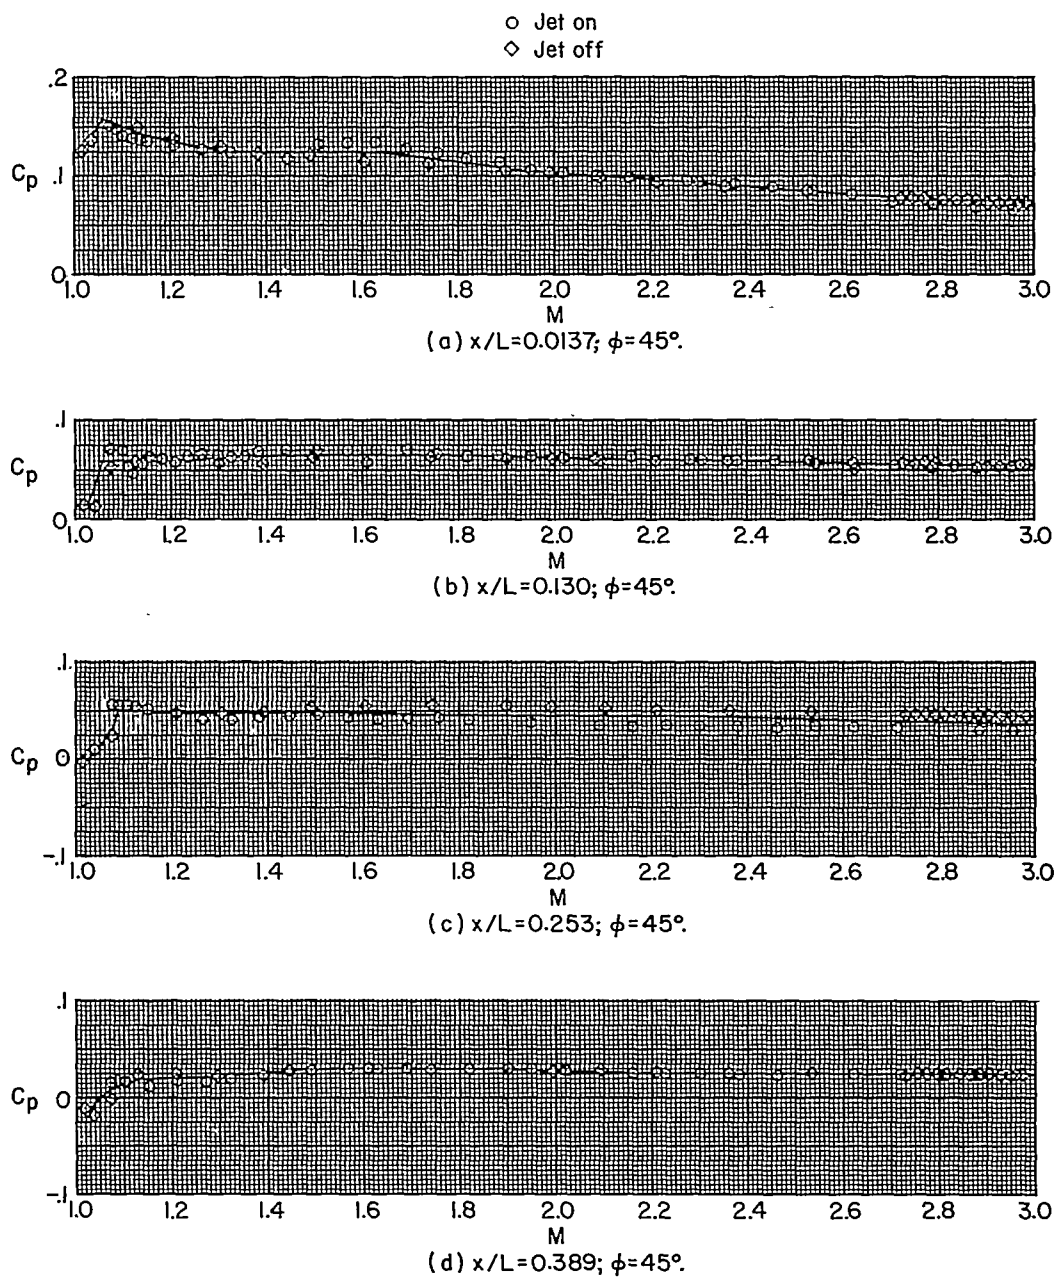 Jet on
Jet off
.2
.1
0
Cp
1.0 1.2 1.4 1.6 1.8 2.0 2.2 2.4 2.6 2.8 3.0
M
(a) x/L=0.0137; ϕ=45°.
.1
0
Cp
1.0 1.2 1.4 1.6 1.8 2.0 2.2 2.4 2.6 2.8 3.0
M
(b) x/L=0.130; ϕ=45°.
.1
0
-.1
Cp
1.0 1.2 1.4 1.6 1.8 2.0 2.2 2.4 2.6 2.8 3.0
M
(c) x/L=0.253; ϕ=45°.
.1
0
-.1
Cp
1.0 1.2 1.4 1.6 1.8 2.0 2.2 2.4 2.6 2.8 3.0
M
(d) x/L=0.389; ϕ=45°.